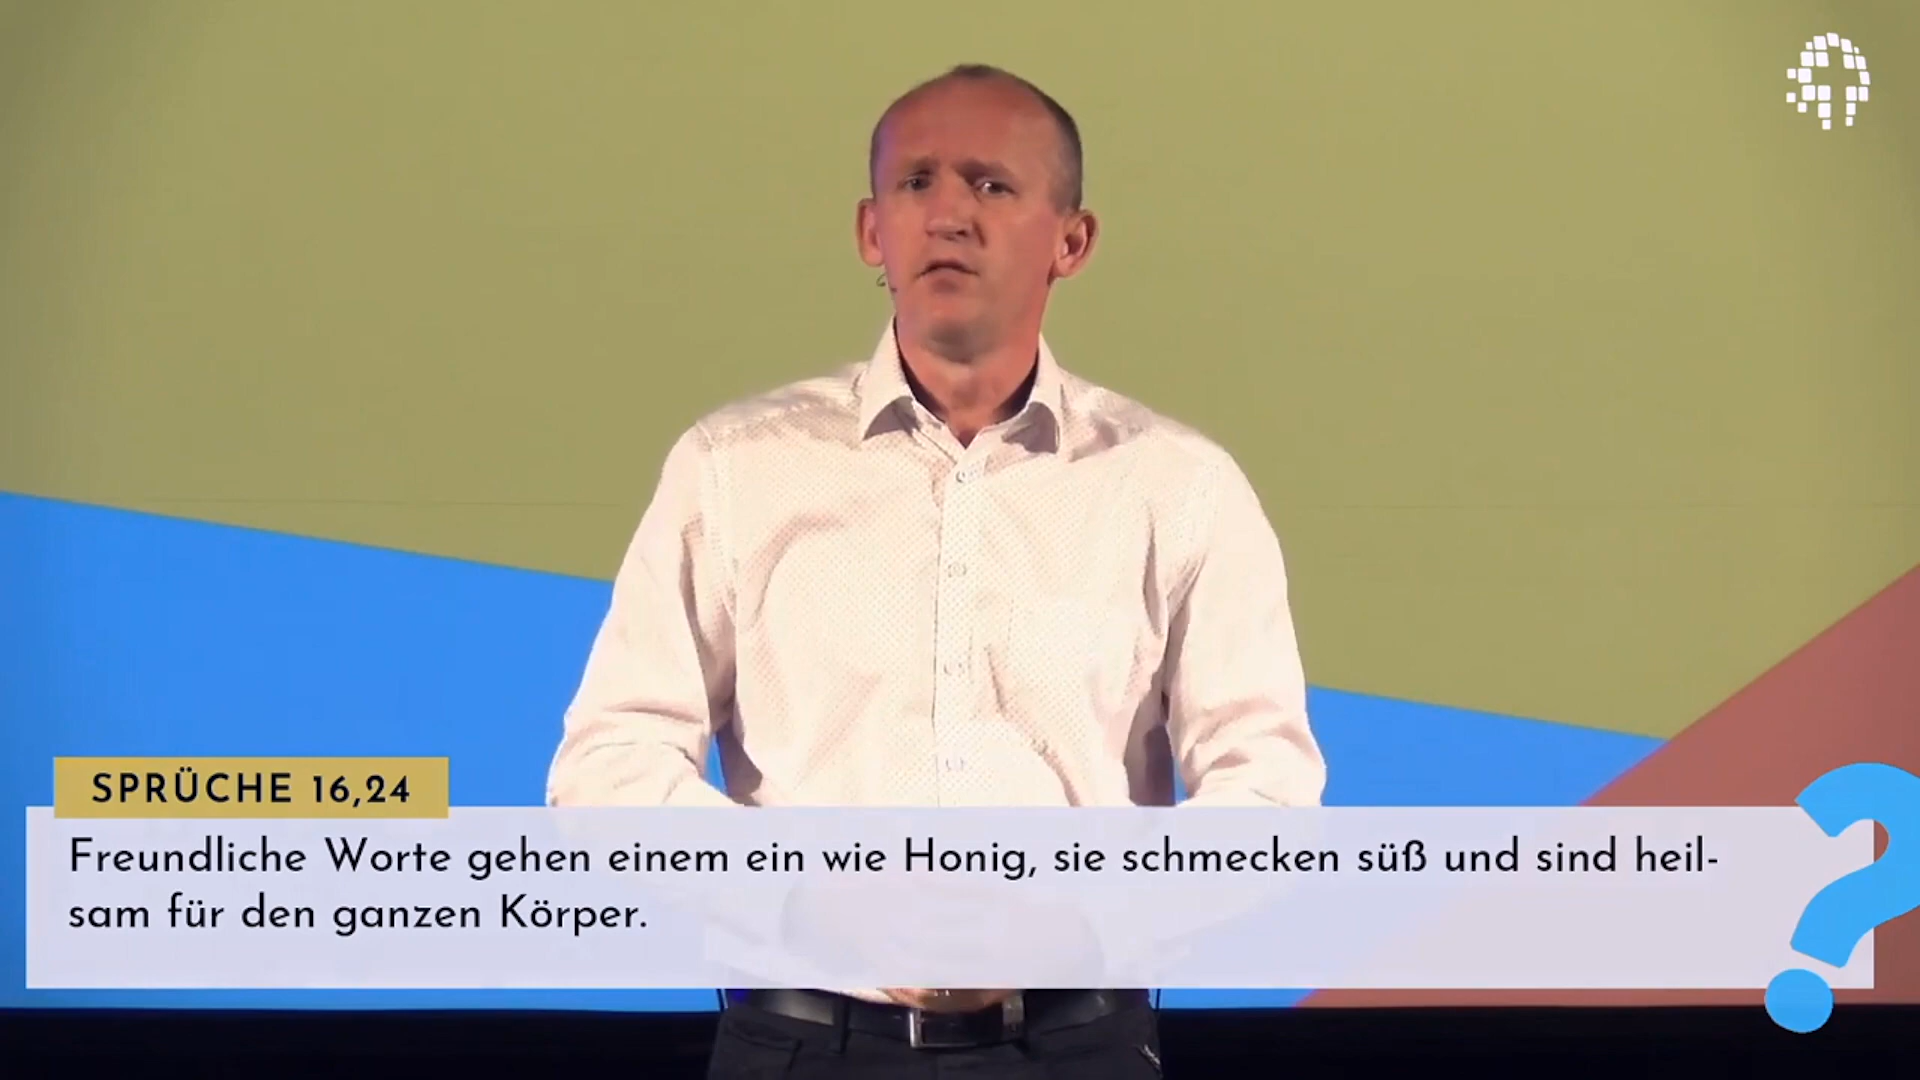 SPRÜCHE 16,24
Freundliche Worte gehen einem ein wie Honig, sie schmecken süß und sind heil-
sam für den ganzen Körper.
?